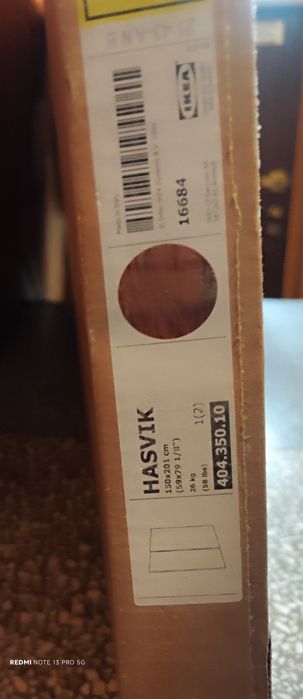 HASVIK
150x201 cm
(59x79 1/8")
26 kg
(58 lbs)
1(2)
404.350.10
Made in Italy
16684
IKEA
REDMI NOTE 13 PRO 5G